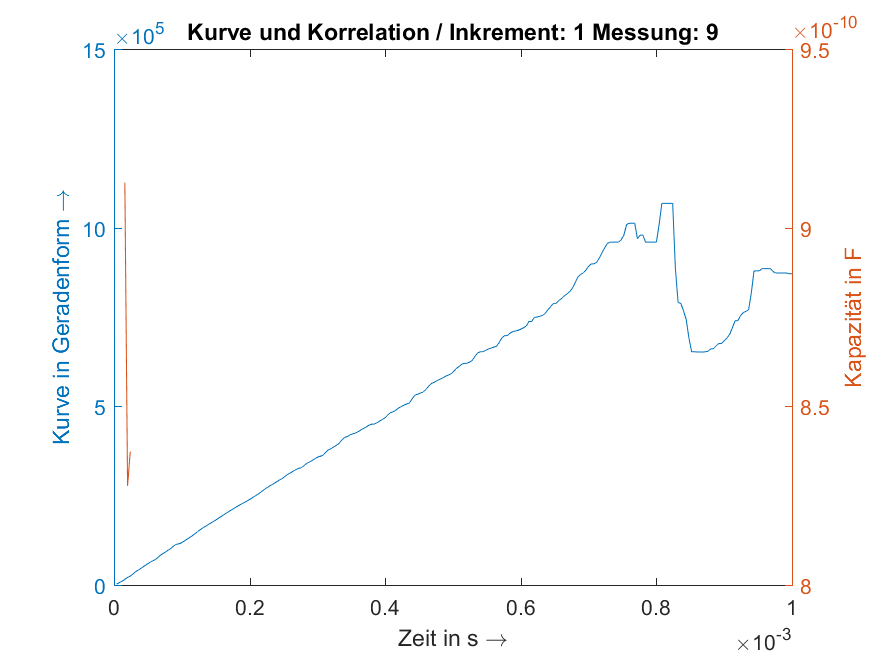 Kurve und Korrelation / Inkrement: 1 Messung: 9
×10^5
×10^-10
15
10
5
0
9.5
9
8.5
8
Kurve in Geradenform →
Kapazität in F
0 0.2 0.4 0.6 0.8 1
Zeit in s →
×10^-3